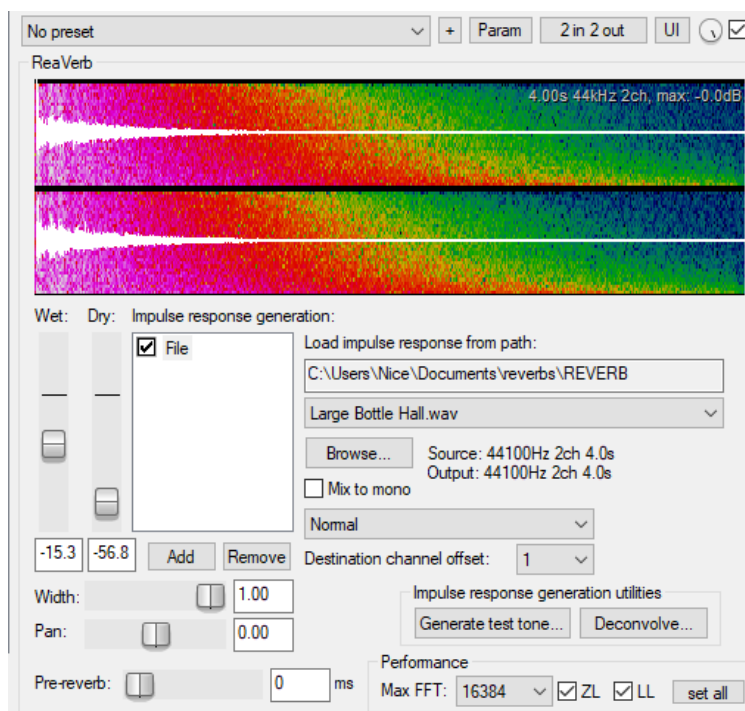 No preset + Param 2 in 2 out UI
ReaVerb
4.00s 44kHz 2ch, max: -0.0dB
Wet: Dry: Impulse response generation:
File
Load impulse response from path:
C:\Users\Nice\Documents\reverbs\REVERB
Large Bottle Hall.wav
Browse... Source: 44100Hz 2ch 4.0s
Output: 44100Hz 2ch 4.0s
Mix to mono
Normal
-15.3 -56.8 Add Remove Destination channel offset: 1
Width: 1.00
Pan: 0.00
Impulse response generation utilities
Generate test tone... Deconvolve...
Pre-reverb: 0 ms
Performance
Max FFT: 16384 ZL LL set all